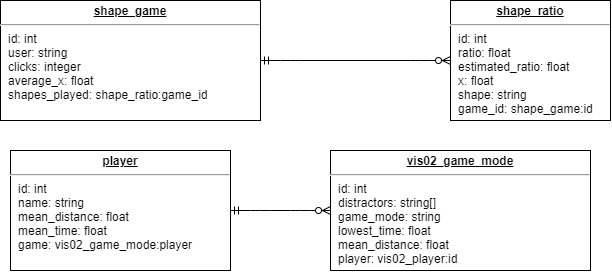 shape_game
id: int
user: string
clicks: integer
average_x: float
shapes_played: shape_ratio:game_id
shape_ratio
id: int
ratio: float
estimated_ratio: float
x: float
shape: string
game_id: shape_game:id
player
id: int
name: string
mean_distance: float
mean_time: float
game: vis02_game_mode:player
vis02_game_mode
id: int
distractors: string[]
game_mode: string
lowest_time: float
mean_distance: float
player: vis02_player:id